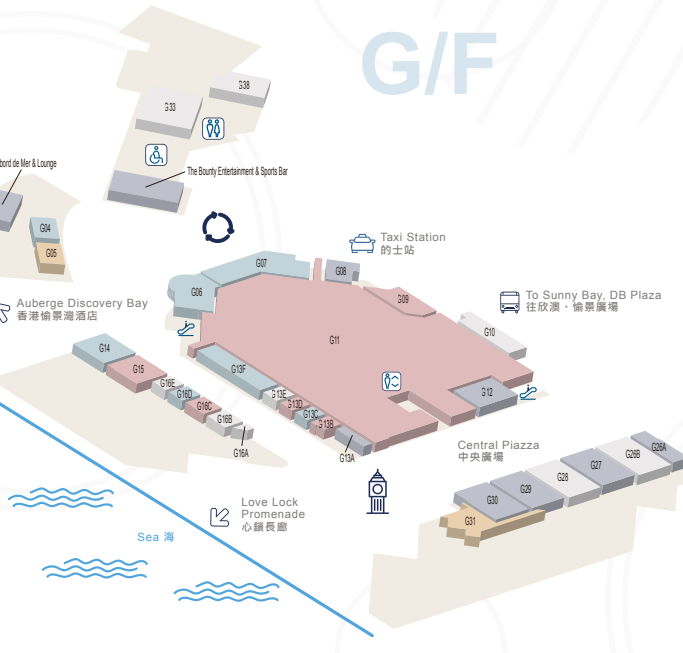 G/F
G38
G33
bord de Mer & Lounge
The Bounty Entertainment & Sports Bar
G04
G05
Taxi Station
的士站
G07
G08
G06
G09
To Sunny Bay, DB Plaza
往欣澳、愉景廣場
Auberge Discovery Bay
香港愉景灣酒店
G10
G11
G14
G15
G13F
G16E
G16D
G16C
G16B
G16A
G13E
G13D
G13C
G13B
G13A
G12
Central Piazza
中央廣場
G26A
G26B
G27
G28
G29
G30
G31
Love Lock
Promenade
心鎖長廊
Sea 海